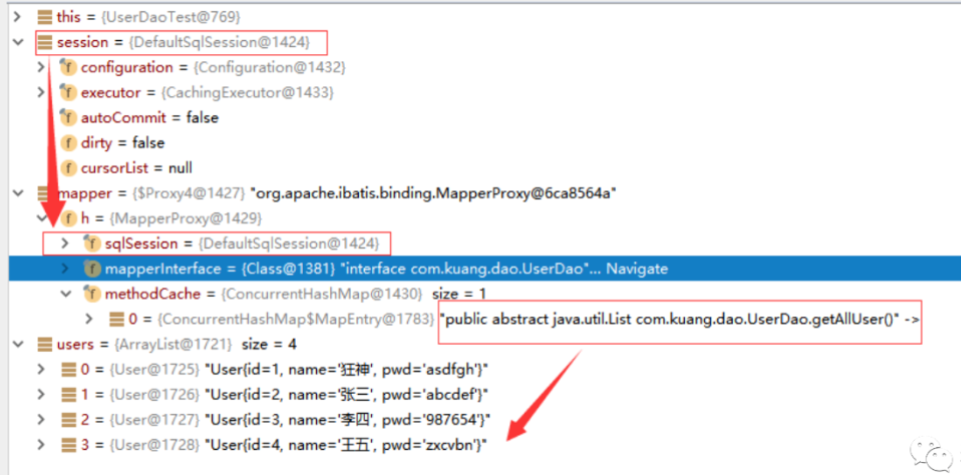 this = {UserDaoTest@769}
session = {DefaultSqlSession@1424}
f configuration = {Configuration@1432}
f executor = {CachingExecutor@1433}
f autoCommit = false
f dirty = false
f cursorList = null
mapper = {$Proxy4@1427} "org.apache.ibatis.binding.MapperProxy@6ca8564a"
f h = {MapperProxy@1429}
f sqlSession = {DefaultSqlSession@1424}
f mapperInterface = {Class@1381} "interface com.kuang.dao.UserDao"... Navigate
f methodCache = {ConcurrentHashMap@1430} size = 1
0 = {ConcurrentHashMap$MapEntry@1783} "public abstract java.util.List com.kuang.dao.UserDao.getAllUser()" ->
users = {ArrayList@1721} size = 4
0 = {User@1725} "User{id=1, name='狂神', pwd='asdfgh'}"
1 = {User@1726} "User{id=2, name='张三', pwd='abcdef'}"
2 = {User@1727} "User{id=3, name='李四', pwd='987654'}"
3 = {User@1728} "User{id=4, name='王五', pwd='zxcvbn'}"